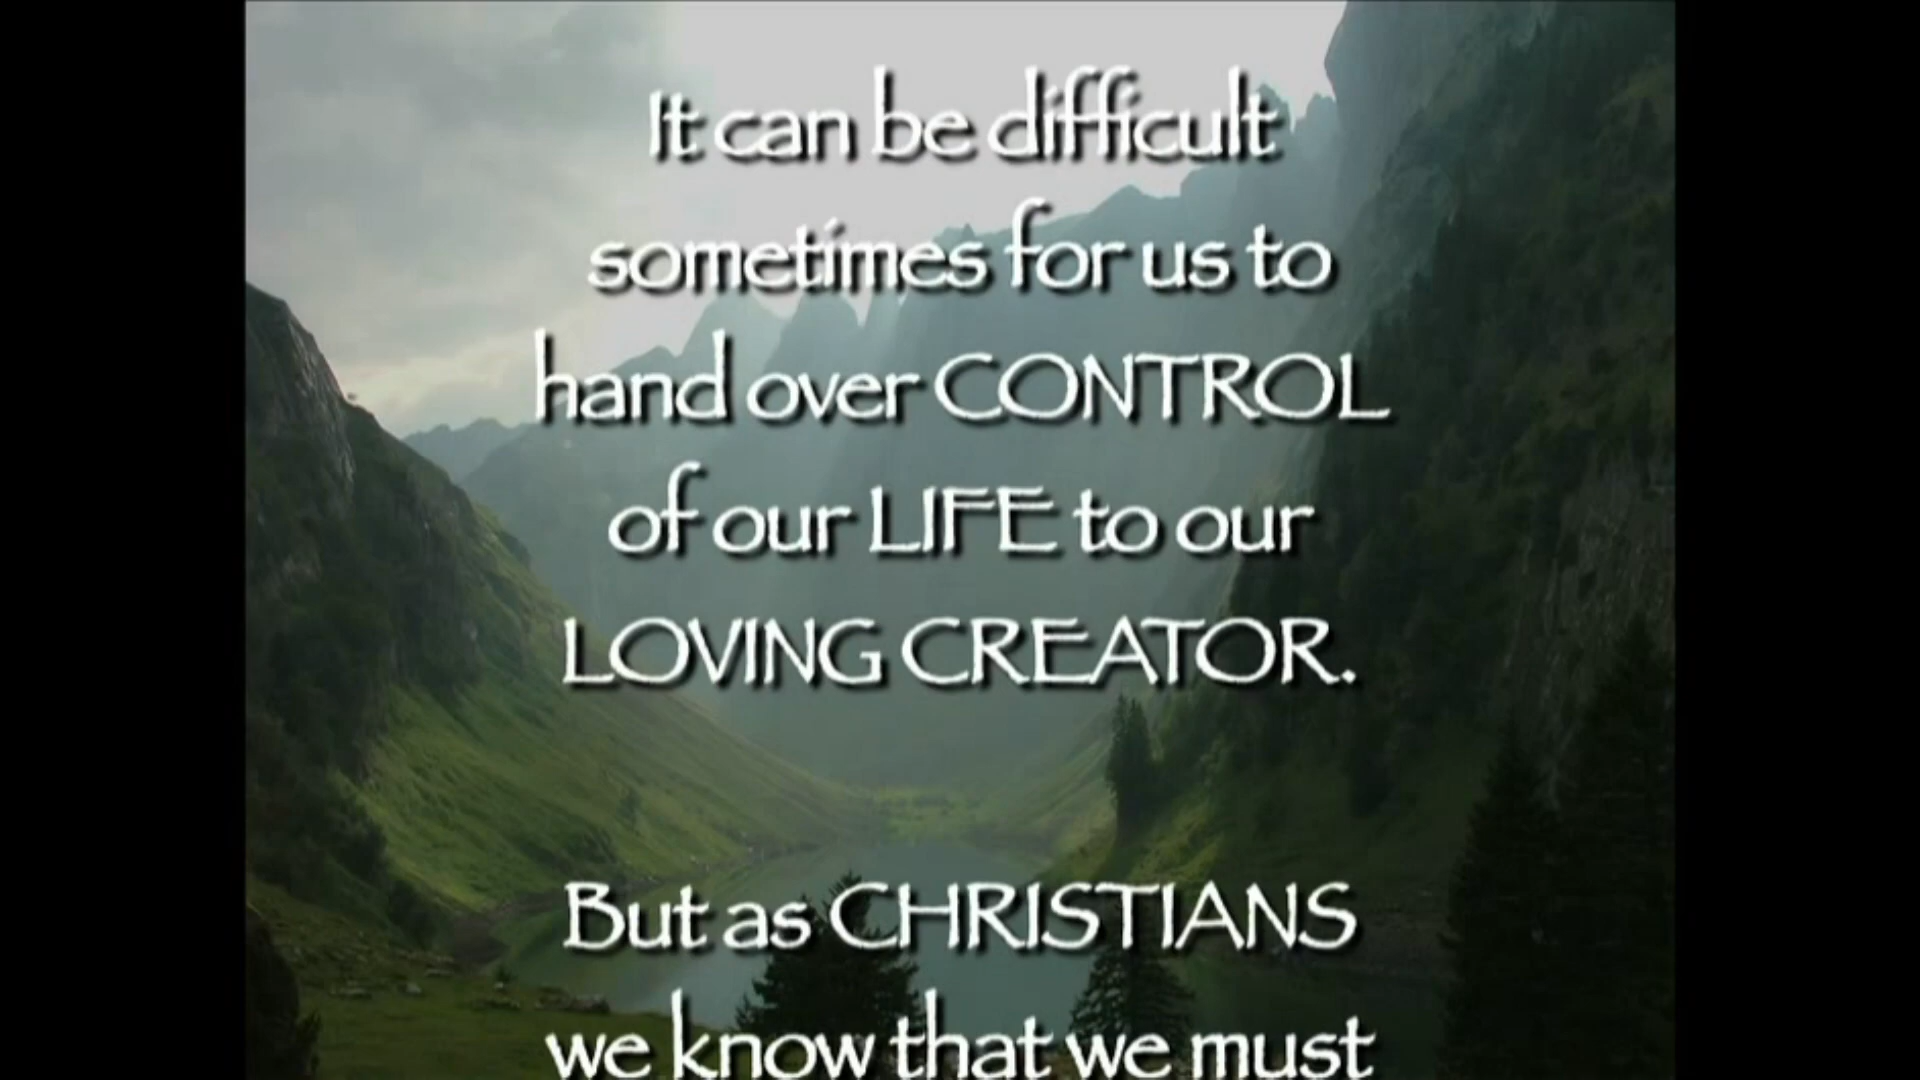 It can be difficult
sometimes for us to
hand over CONTROL
of our LIFE to our
LOVING CREATOR.
But as CHRISTIANS
we know that we must